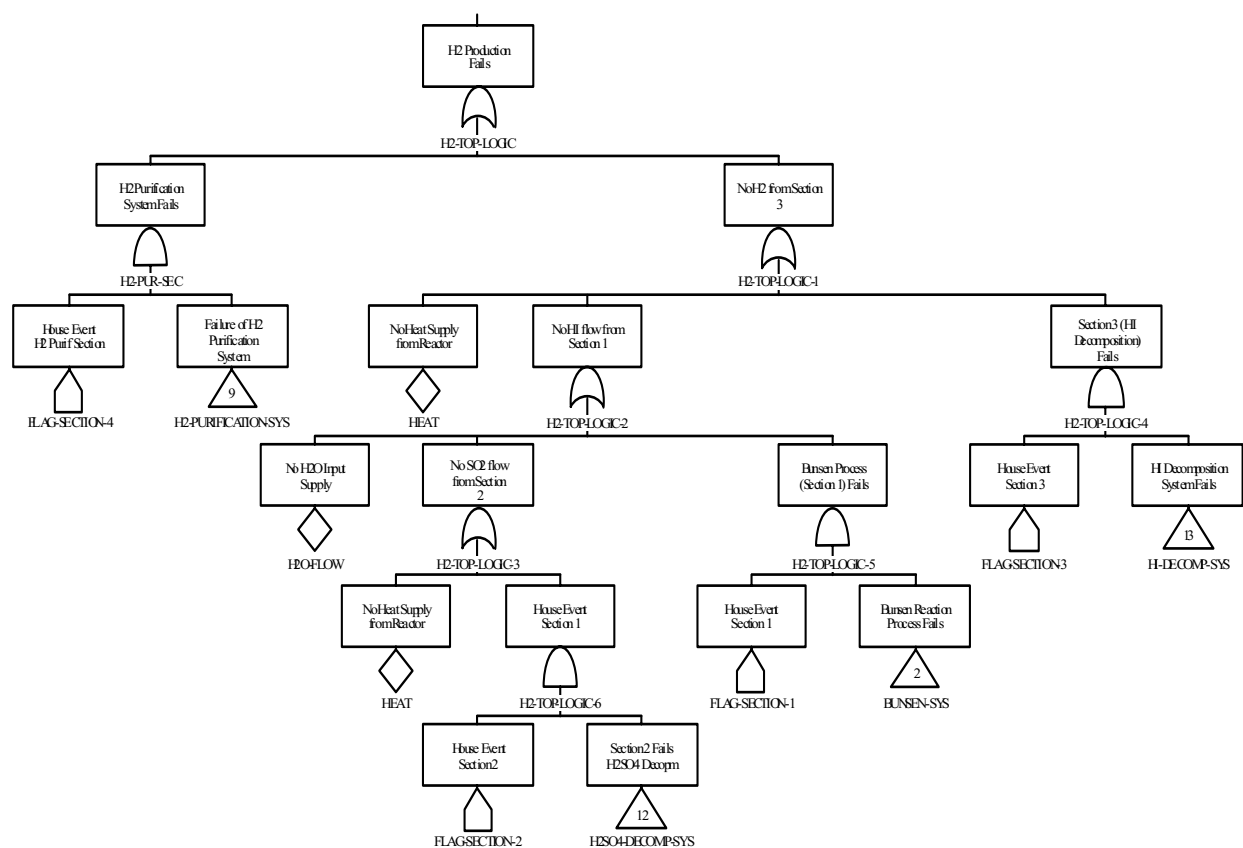 H2 Production
Fails
H2-TOP-LOGIC
H2 Purification
System Fails
No H2 from Section
3
H2-PUR-SEC
H2-TOP-LOGIC-1
House Event
H2 Purif Section
Failure of H2
Purification
System
No Heat Supply
from Reactor
No HI flow from
Section 1
Section 3 (HI
Decomposition)
Fails
9
FLAG-SECTION-4
H2-PURIFICATION-SYS
HEAT
H2-TOP-LOGIC-2
H2-TOP-LOGIC-4
No H2O Input
Supply
No SO2 flow
from Section
2
Bunsen Process
(Section 1) Fails
House Event
Section 3
HI Decomposition
System Fails
13
H2O-FLOW
H2-TOP-LOGIC-3
H2-TOP-LOGIC-5
FLAG-SECTION-3
HI-DECOMP-SYS
No Heat Supply
from Reactor
House Event
Section 1
House Event
Section 1
Bunsen Reaction
Process Fails
2
HEAT
H2-TOP-LOGIC-6
FLAG-SECTION-1
BUNSEN-SYS
House Event
Section 2
Section 2 Fails
H2SO4 Decopm
12
FLAG-SECTION-2
H2SO4-DECOMP-SYS